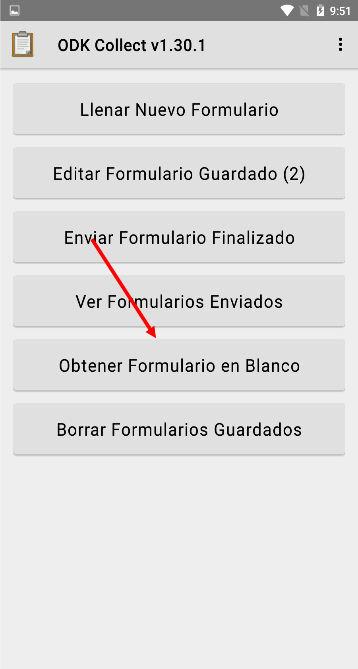 9:51
ODK Collect v1.30.1
Llenar Nuevo Formulario
Editar Formulario Guardado (2)
Enviar Formulario Finalizado
Ver Formularios Enviados
Obtener Formulario en Blanco
Borrar Formularios Guardados